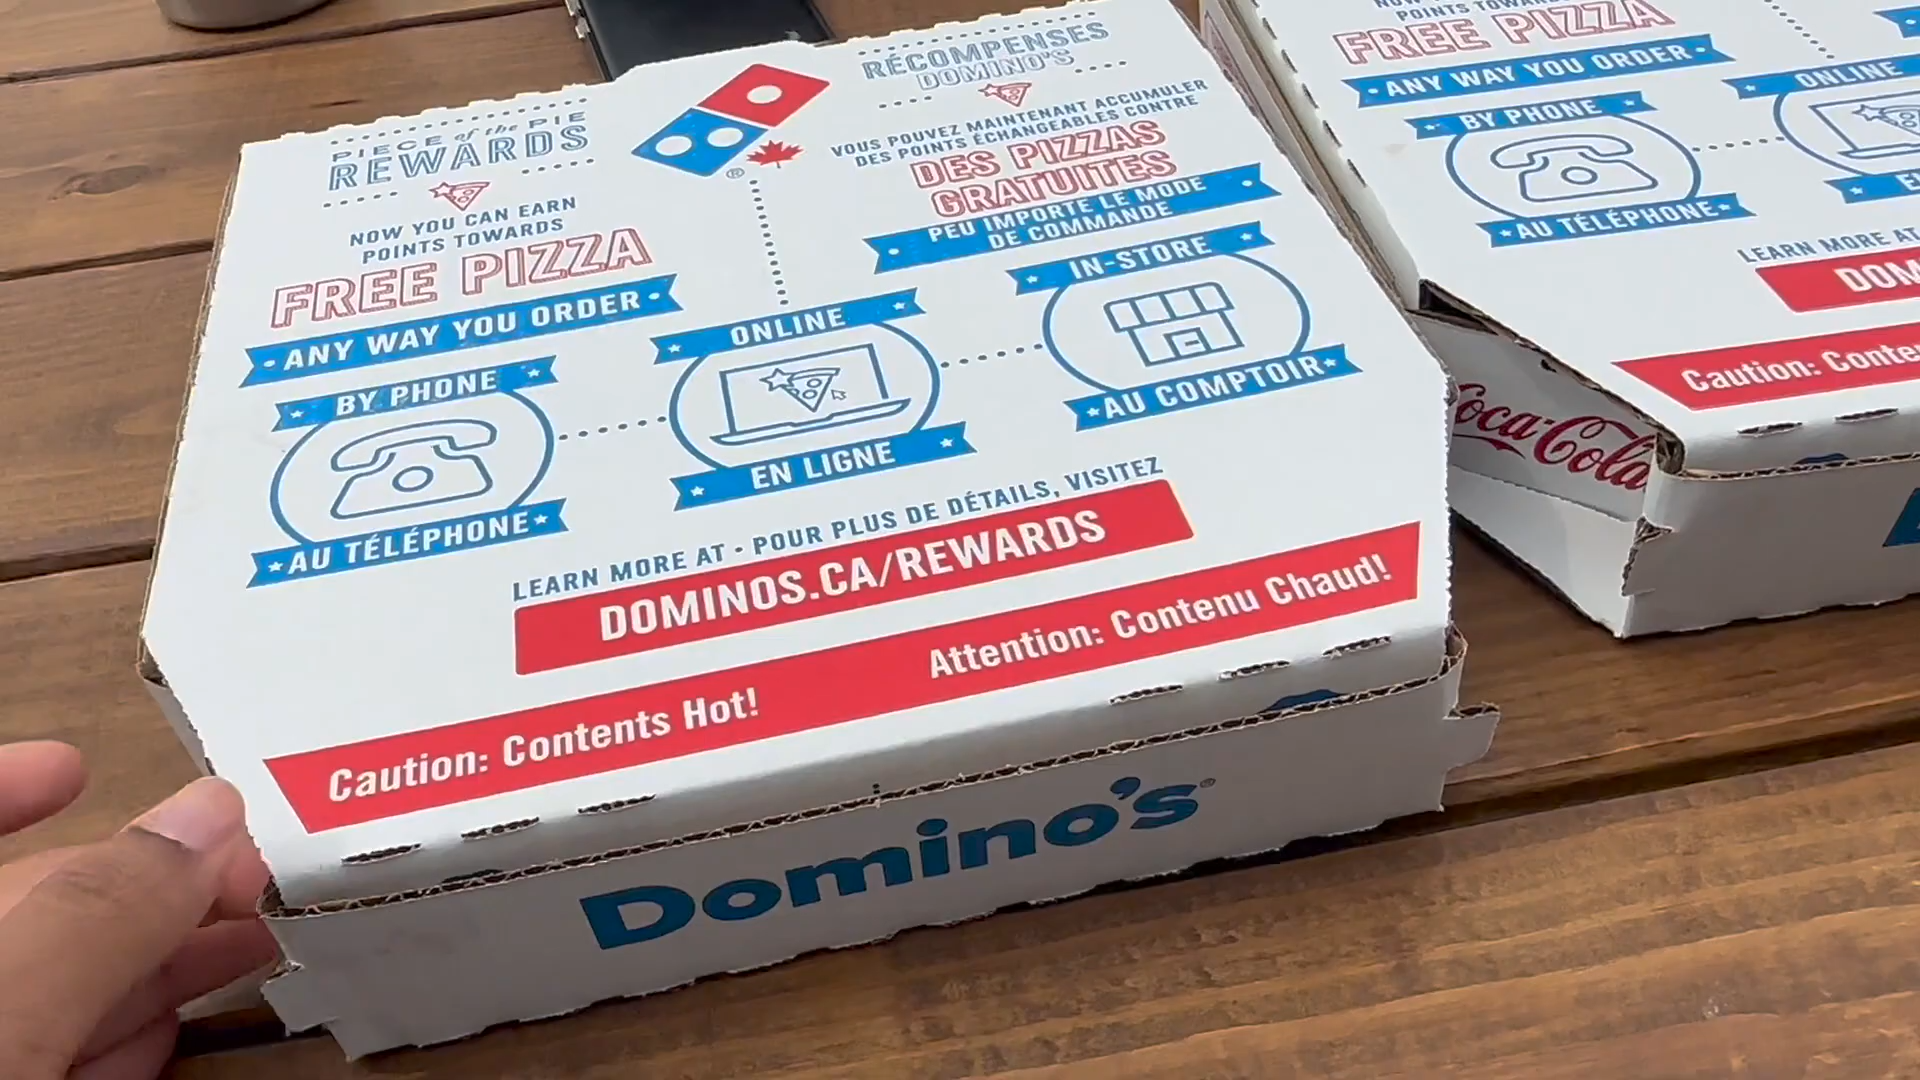 PIECE of the PIE
REWARDS
NOW YOU CAN EARN
POINTS TOWARDS
FREE PIZZA
• ANY WAY YOU ORDER •
®
RÉCOMPENSES
DOMINO'S
VOUS POUVEZ MAINTENANT ACCUMULER
DES POINTS ÉCHANGEABLES CONTRE
DES PIZZAS
GRATUITES
PEU IMPORTE LE MODE
DE COMMANDE
BY PHONE
AU TÉLÉPHONE
ONLINE
EN LIGNE
IN-STORE
AU COMPTOIR
LEARN MORE AT • POUR PLUS DE DÉTAILS, VISITEZ
DOMINOS.CA/REWARDS
Caution: Contents Hot! Attention: Contenu Chaud!
Domino's®
POINTS TOWARDS
FREE PIZZA
• ANY WAY YOU ORDER •
BY PHONE
AU TÉLÉPHONE
ONLINE
LEARN MORE AT
Caution:
Coca-Cola